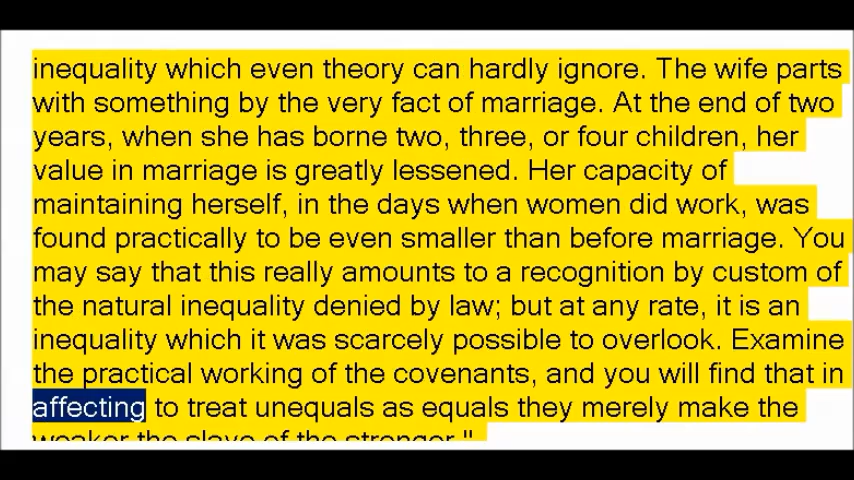 inequality which even theory can hardly ignore. The wife parts
with something by the very fact of marriage. At the end of two
years, when she has borne two, three, or four children, her
value in marriage is greatly lessened. Her capacity of
maintaining herself, in the days when women did work, was
found practically to be even smaller than before marriage. You
may say that this really amounts to a recognition by custom of
the natural inequality denied by law; but at any rate, it is an
inequality which it was scarcely possible to overlook. Examine
the practical working of the covenants, and you will find that in
affecting to treat unequals as equals they merely make the
weaker the slave of the stronger."